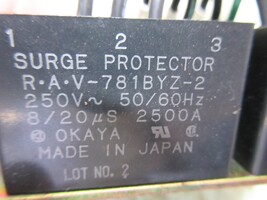 1 2 3
SURGE PROTECTOR
R·A·V-781BYZ-2
250V~ 50/60Hz
8/20µS 2500A
OKAYA
MADE IN JAPAN
LOT NO. 2